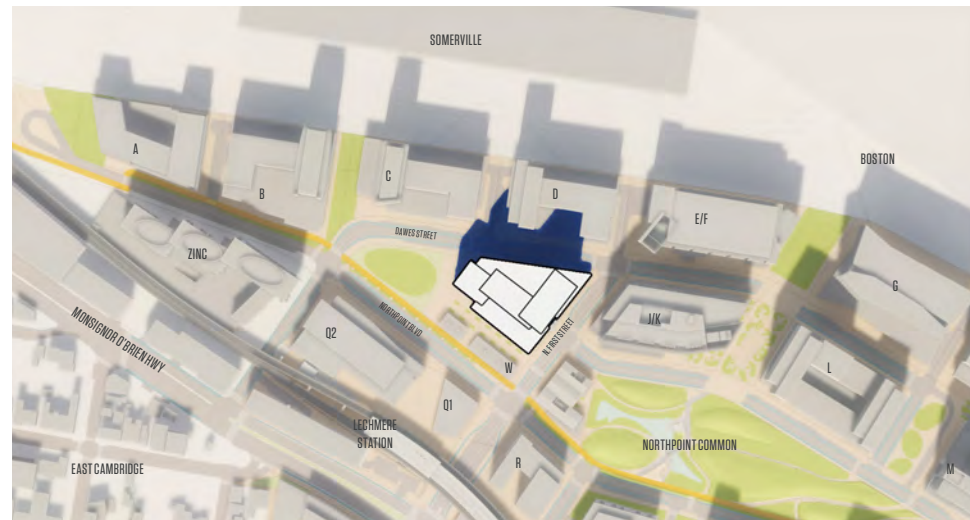 SOMERVILLE
BOSTON
A
B
C
D
E/F
DAWES STREET
ZINC
G
NORTHPOINT BLVD
J/K
MONSIGNOR O'BRIEN HWY
Q2
N. FIRST STREET
W
L
Q1
LECHMERE
STATION
NORTHPOINT COMMON
EAST CAMBRIDGE
R
M